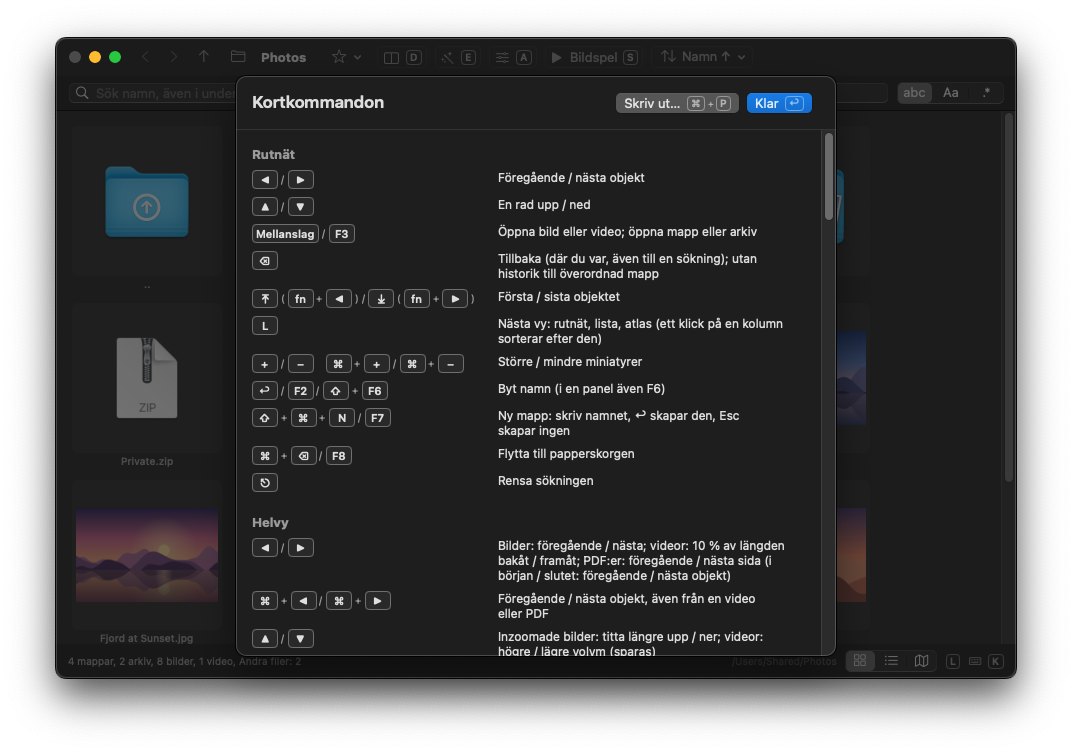 Photos
D
E
A
Bildspel S
Namn ↑
Sök namn, även i under
abc Aa .*
Kortkommandon
Skriv ut… ⌘ + P
Klar ↩
Rutnät
◀ / ▶ Föregående / nästa objekt
▲ / ▼ En rad upp / ned
Mellanslag / F3 Öppna bild eller video; öppna mapp eller arkiv
⌫ Tillbaka (där du var, även till en sökning); utan
historik till överordnad mapp
⤒ ( fn + ◀ ) / ⤓ ( fn + ▶ ) Första / sista objektet
L Nästa vy: rutnät, lista, atlas (ett klick på en kolumn
sorterar efter den)
+ / − ⌘ + + / ⌘ + − Större / mindre miniatyrer
↩ / F2 / ⇧ + F6 Byt namn (i en panel även F6)
⇧ + ⌘ + N / F7 Ny mapp: skriv namnet, ↩ skapar den, Esc
skapar ingen
⌘ + ⌫ / F8 Flytta till papperskorgen
⎋ Rensa sökningen
Helvy
◀ / ▶ Bilder: föregående / nästa; videor: 10 % av längden
bakåt / framåt; PDF:er: föregående / nästa sida (i
början / slutet: föregående / nästa objekt)
⌘ + ◀ / ⌘ + ▶ Föregående / nästa objekt, även från en video
eller PDF
▲ / ▼ Inzoomade bilder: titta längre upp / ner; videor:
högre / lägre volym (sparas)
..
ZIP
Private.zip
Fjord at Sunset.jpg
4 mappar, 2 arkiv, 8 bilder, 1 video, Andra filer: 2
/Users/Shared/Photos
L
K